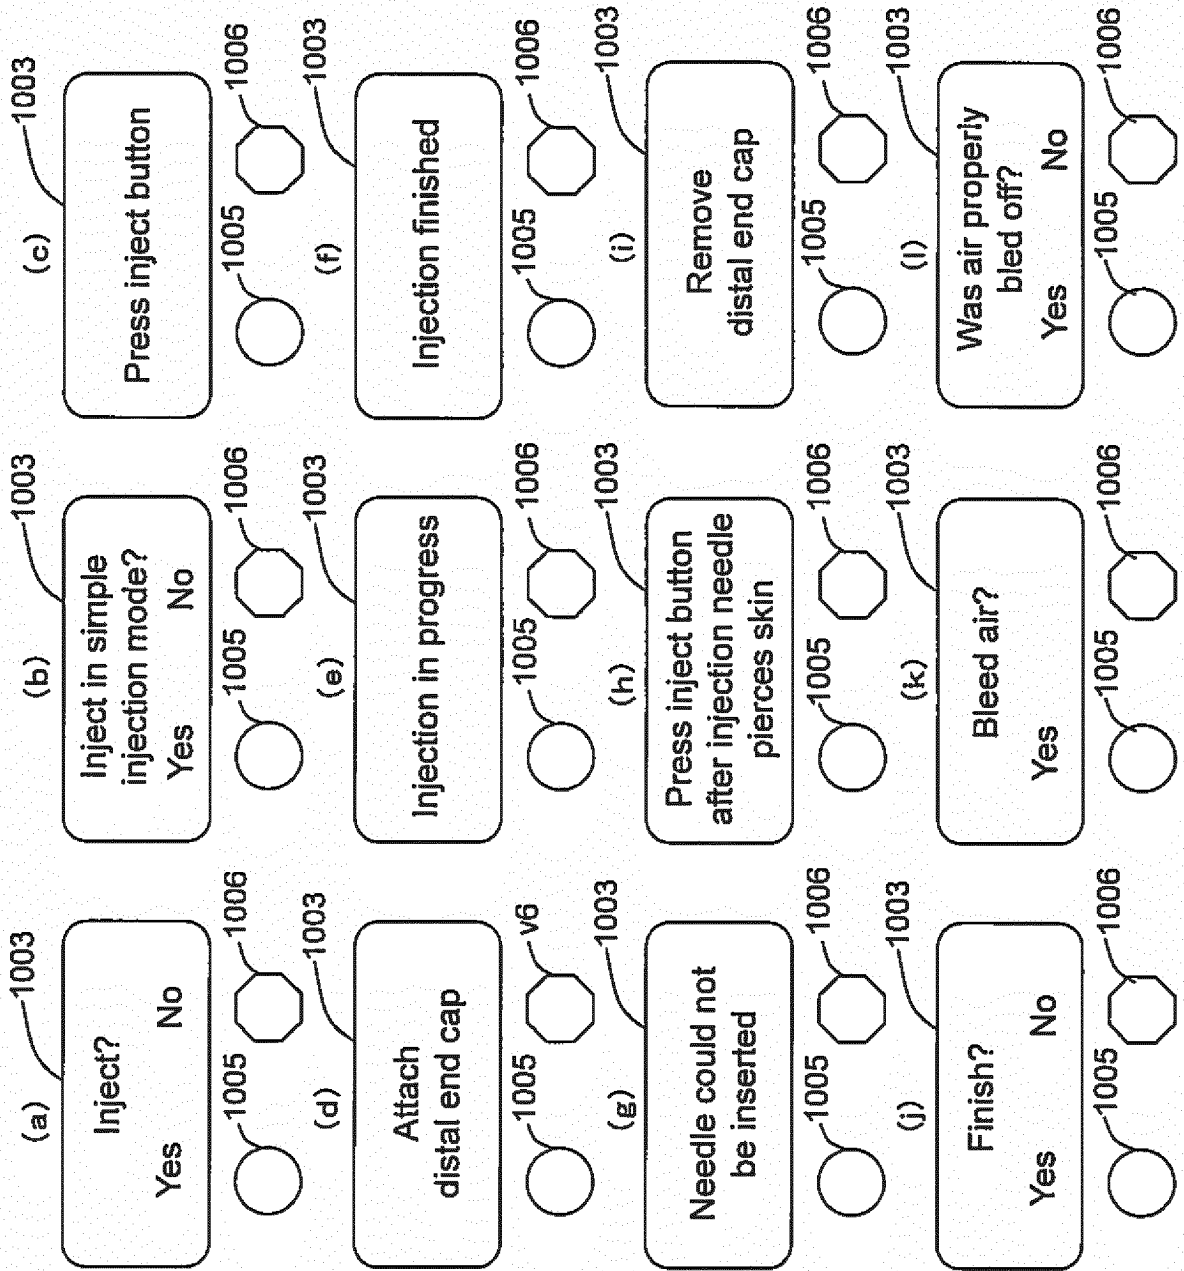 (a)
1003
Inject?
Yes No
1005
1006
(b)
1003
Inject in simple
injection mode?
Yes No
1005
1006
(c)
1003
Press inject button
1005
1006
(d)
1003
Attach
distal end cap
1005
v6
(e)
1003
Injection in progress
1005
1006
(f)
1003
Injection finished
1005
1006
(g)
1003
Needle could not
be inserted
1005
1006
(h)
1003
Press inject button
after injection needle
pierces skin
1005
1006
(i)
1003
Remove
distal end cap
1005
1006
(j)
1003
Finish?
Yes No
1005
1006
(k)
1003
Bleed air?
Yes
1005
1006
(l)
1003
Was air properly
bled off?
Yes No
1005
1006